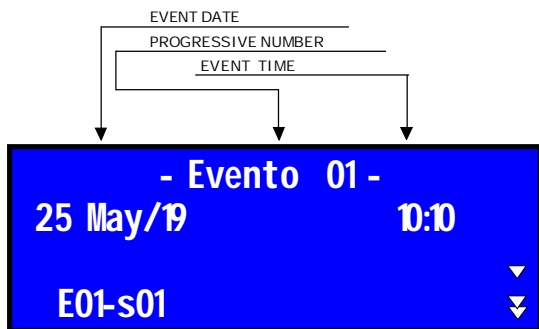 EVENT DATE
PROGRESSIVE NUMBER
EVENT TIME
- Evento 01 -
25 May/19 10:10
E01-s01